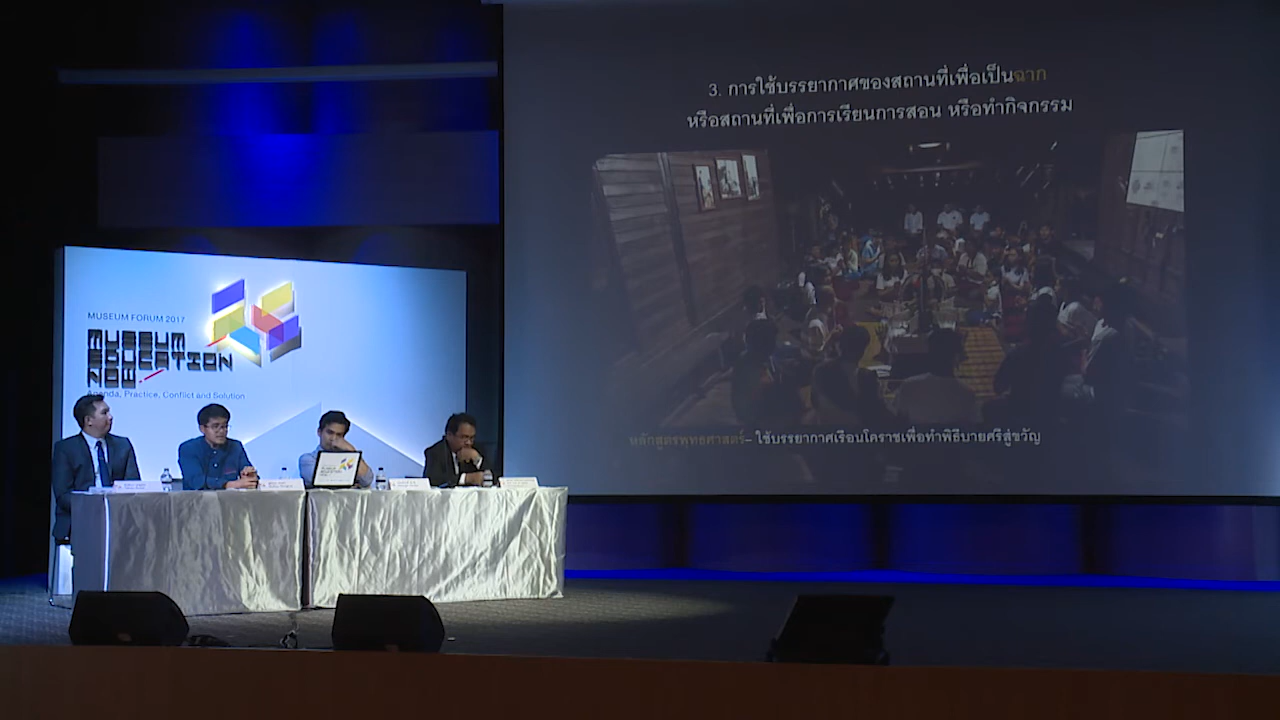 3. การใช้บรรยากาศของสถานที่เพื่อเป็นฉาก
หรือสถานที่เพื่อการเรียนการสอน หรือทำกิจกรรม
หลักสูตรพุทธศาสตร์– ใช้บรรยากาศเรือนโคราชเพื่อทำพิธีบายศรีสู่ขวัญ
MUSEUM FORUM 2017
MUSEUM
EDUCATION
NOW
Agenda, Practice, Conflict and Solution